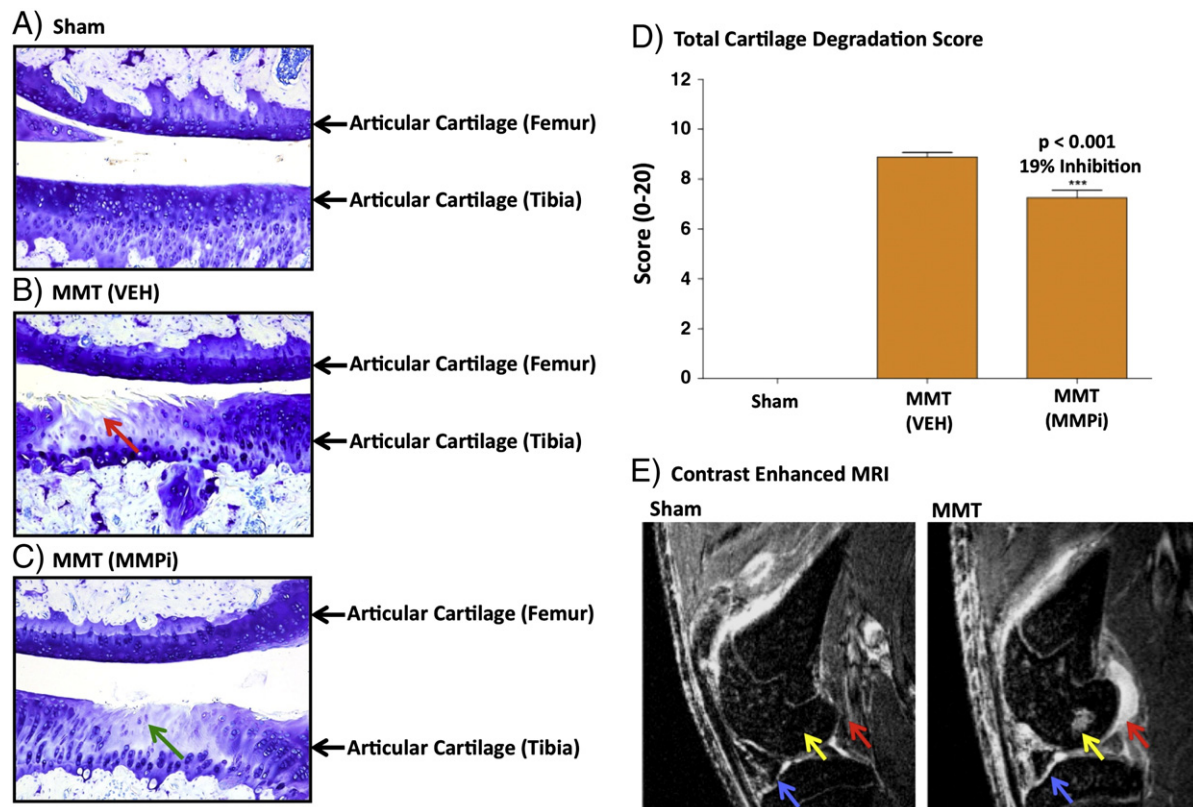 A) Sham
Articular Cartilage (Femur)
Articular Cartilage (Tibia)
B) MMT (VEH)
Articular Cartilage (Femur)
Articular Cartilage (Tibia)
C) MMT (MMPi)
Articular Cartilage (Femur)
Articular Cartilage (Tibia)
D) Total Cartilage Degradation Score
Score (0-20)
12
10
8
6
4
2
0
p < 0.001
19% Inhibition
***
Sham
MMT
(VEH)
MMT
(MMPi)
E) Contrast Enhanced MRI
Sham
MMT